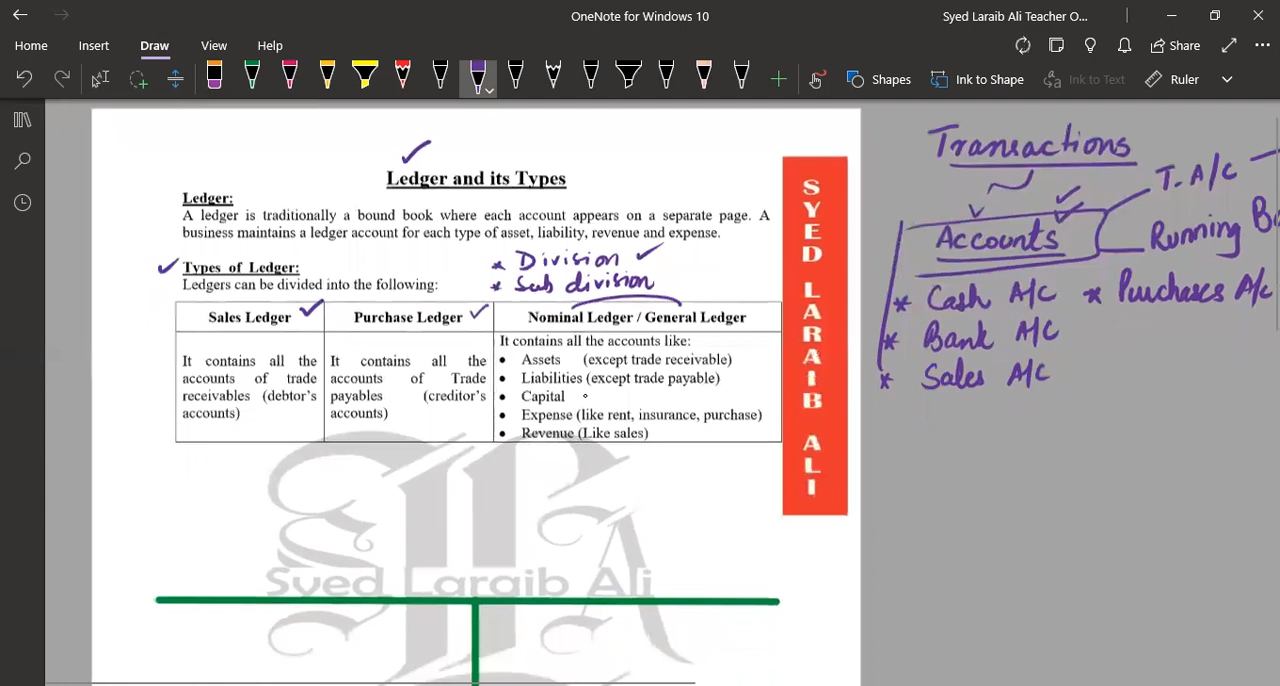 OneNote for Windows 10
Syed Laraib Ali Teacher O...
Home Insert Draw View Help
Share
Shapes
Ink to Shape
Ink to Text
Ruler
Ledger and its Types
Ledger:
A ledger is traditionally a bound book where each account appears on a separate page. A
business maintains a ledger account for each type of asset, liability, revenue and expense.
* Division
Types of Ledger:
* Sub division
Ledgers can be divided into the following:
Sales Ledger
It contains all the
accounts of trade
receivables (debtor's
accounts)
Purchase Ledger
It contains all the
accounts of Trade
payables (creditor's
accounts)
Nominal Ledger / General Ledger
It contains all the accounts like:
• Assets (except trade receivable)
• Liabilities (except trade payable)
• Capital
• Expense (like rent, insurance, purchase)
• Revenue (Like sales)
SYED LARAIB ALI
Syed Laraib Ali
Transactions
Accounts
T. A/C
Running
* Cash A/C
* Purchases A/C
* Bank A/C
* Sales A/C